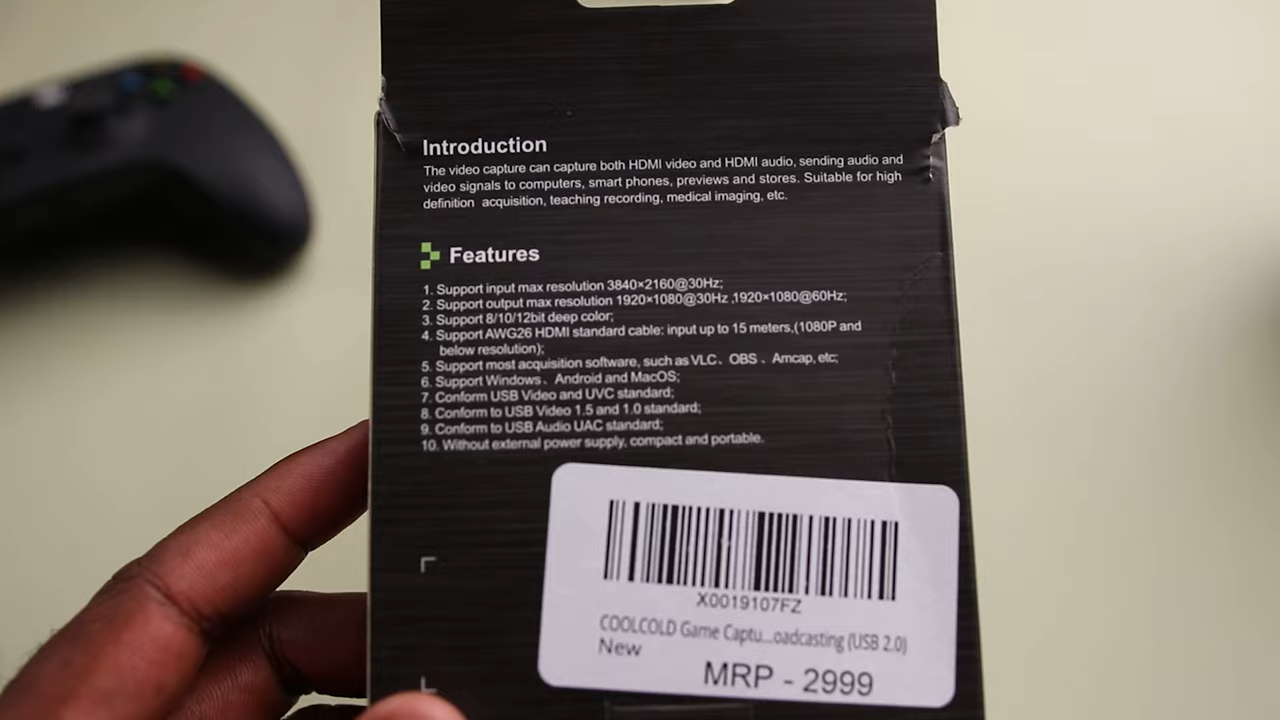 Introduction
The video capture can capture both HDMI video and HDMI audio, sending audio and
video signals to computers, smart phones, previews and stores. Suitable for high
definition acquisition, teaching recording, medical imaging, etc.
Features
1. Support input max resolution 3840×2160@30Hz;
2. Support output max resolution 1920×1080@30Hz ,1920×1080@60Hz;
3. Support 8/10/12bit deep color;
4. Support AWG26 HDMI standard cable: input up to 15 meters,(1080P and
below resolution);
5. Support most acquisition software, such as VLC、OBS 、Amcap, etc;
6. Support Windows、Android and MacOS;
7. Conform USB Video and UVC standard;
8. Conform to USB Video 1.5 and 1.0 standard;
9. Conform to USB Audio UAC standard;
10. Without external power supply, compact and portable.
X0019107FZ
COOLCOLD Game Captu...oadcasting (USB 2.0)
New
MRP - 2999